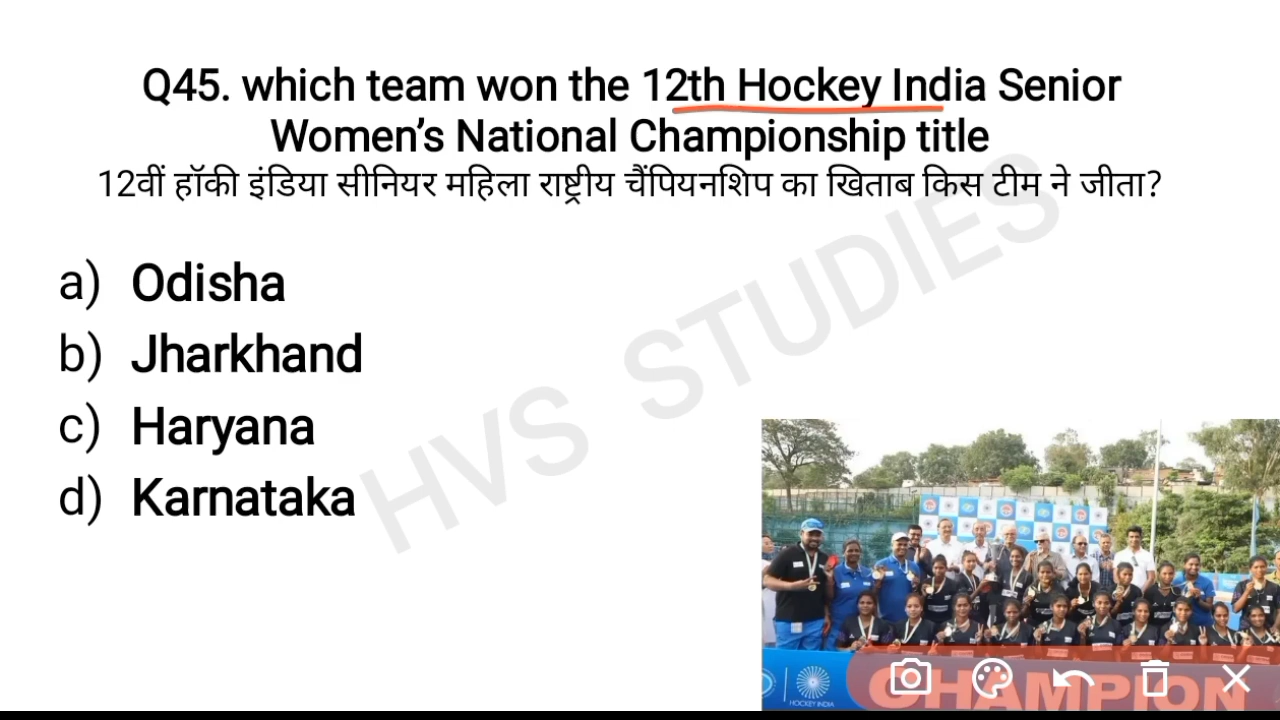 Q45. which team won the 12th Hockey India Senior
Women’s National Championship title
12वीं हॉकी इंडिया सीनियर महिला राष्ट्रीय चैंपियनशिप का खिताब किस टीम ने जीता?
a) Odisha
b) Jharkhand
c) Haryana
d) Karnataka
HVS STUDIES
HOCKEY INDIA
CHAMPION